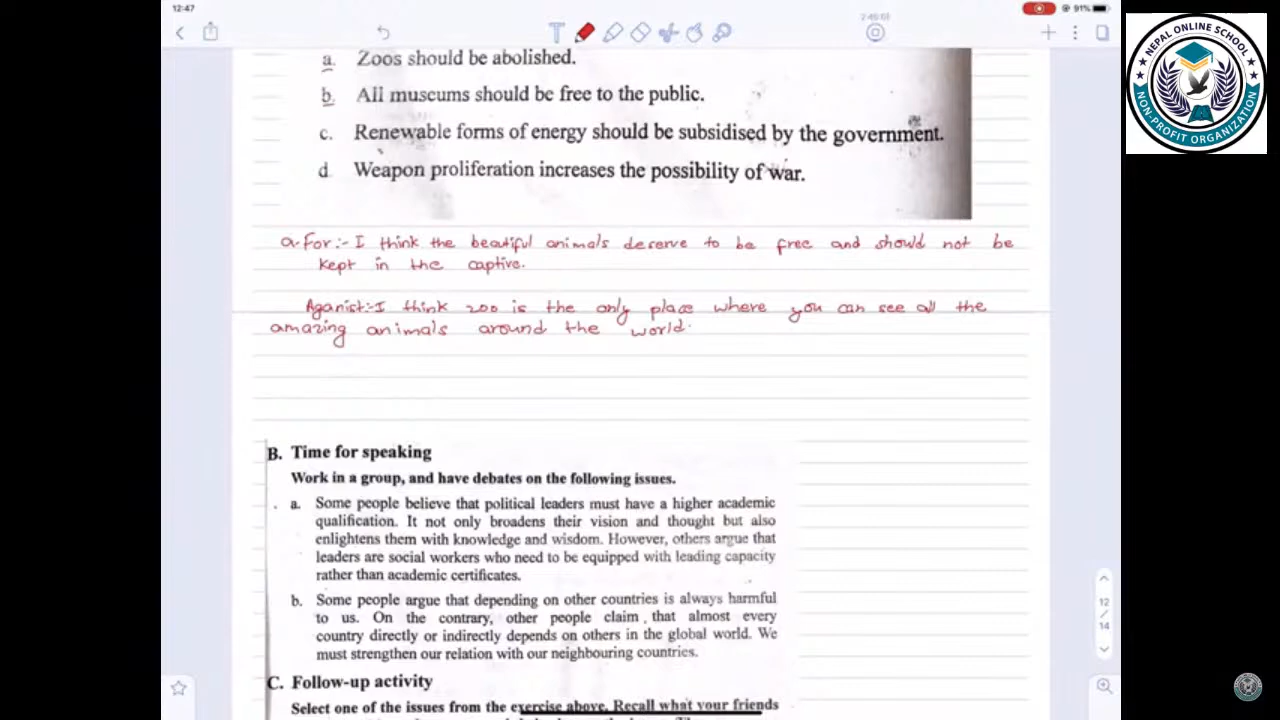 12:47
91%
2:45:01
NEPAL ONLINE SCHOOL
NON-PROFIT ORGANIZATION
a. Zoos should be abolished.
b. All museums should be free to the public.
c. Renewable forms of energy should be subsidised by the government.
d. Weapon proliferation increases the possibility of war.
a. For:- I think the beautiful animals deserve to be free and should not be
kept in the captive.
Aganist:- I think zoo is the only place where you can see all the
amazing animals around the world.
B. Time for speaking
Work in a group, and have debates on the following issues.
a. Some people believe that political leaders must have a higher academic
qualification. It not only broadens their vision and thought but also
enlightens them with knowledge and wisdom. However, others argue that
leaders are social workers who need to be equipped with leading capacity
rather than academic certificates.
b. Some people argue that depending on other countries is always harmful
to us. On the contrary, other people claim that almost every
country directly or indirectly depends on others in the global world. We
must strengthen our relation with our neighbouring countries.
12
/
14
C. Follow-up activity
Select one of the issues from the exercise above. Recall what your friends